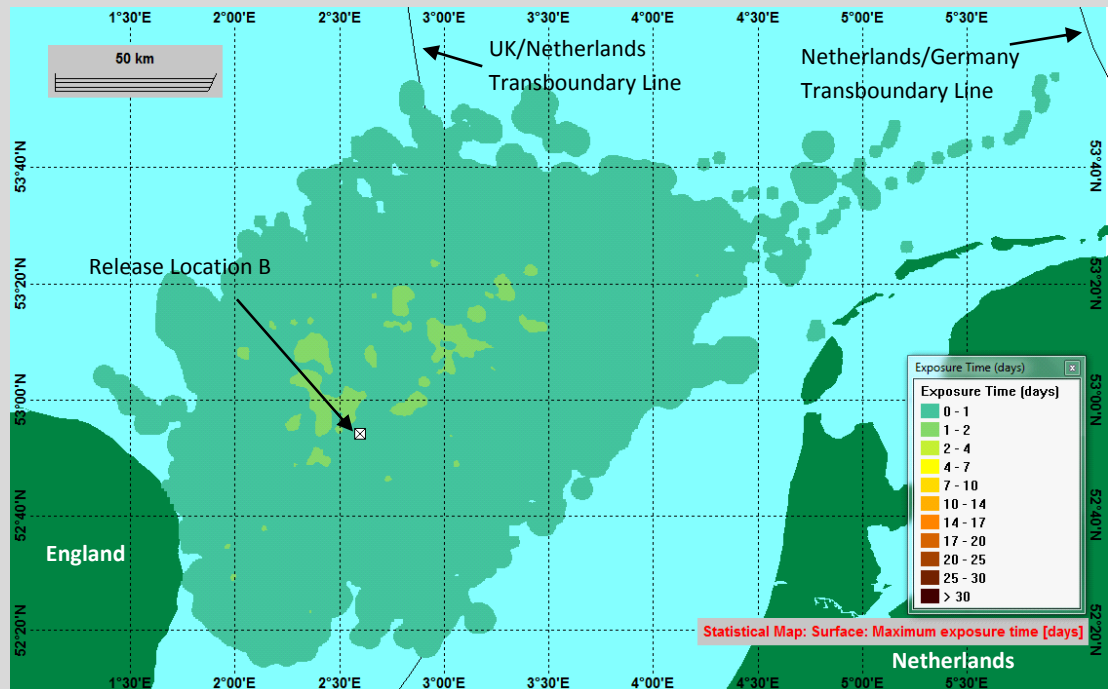 1°30'E 2°00'E 2°30'E 3°00'E 3°30'E 4°00'E 4°30'E 5°00'E 5°30'E
50 km
UK/Netherlands
Transboundary Line
Netherlands/Germany
Transboundary Line
53°40'N 53°40'N
Release Location B
53°20'N 53°20'N
Exposure Time (days) x
Exposure Time (days)
0 - 1
1 - 2
2 - 4
4 - 7
7 - 10
10 - 14
14 - 17
17 - 20
20 - 25
25 - 30
> 30
53°00'N 53°00'N
52°40'N 52°40'N
England
52°20'N 52°20'N
Statistical Map: Surface: Maximum exposure time [days]
Netherlands
1°30'E 2°00'E 2°30'E 3°00'E 3°30'E 4°00'E 4°30'E 5°00'E 5°30'E